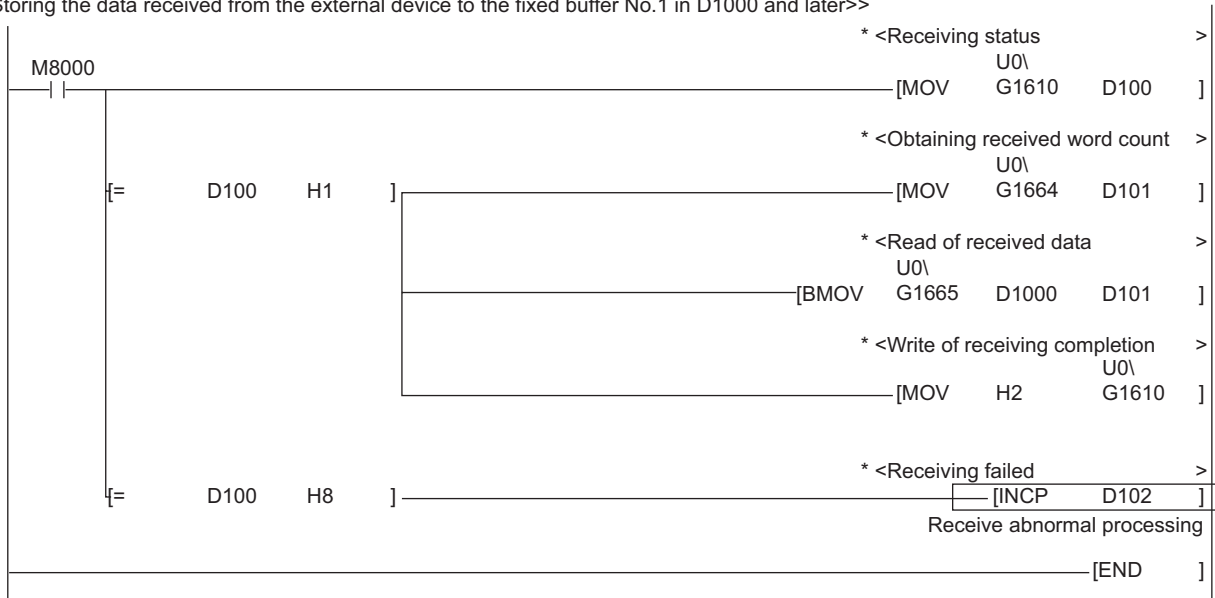 Storing the data received from the external device to the fixed buffer No.1 in D1000 and later>>
* <Receiving status >
M8000
U0\
[MOV G1610 D100 ]
* <Obtaining received word count >
U0\
[= D100 H1 ] [MOV G1664 D101 ]
* <Read of received data >
U0\
[BMOV G1665 D1000 D101 ]
* <Write of receiving completion >
U0\
[MOV H2 G1610 ]
* <Receiving failed >
[= D100 H8 ] [INCP D102 ]
Receive abnormal processing
[END ]